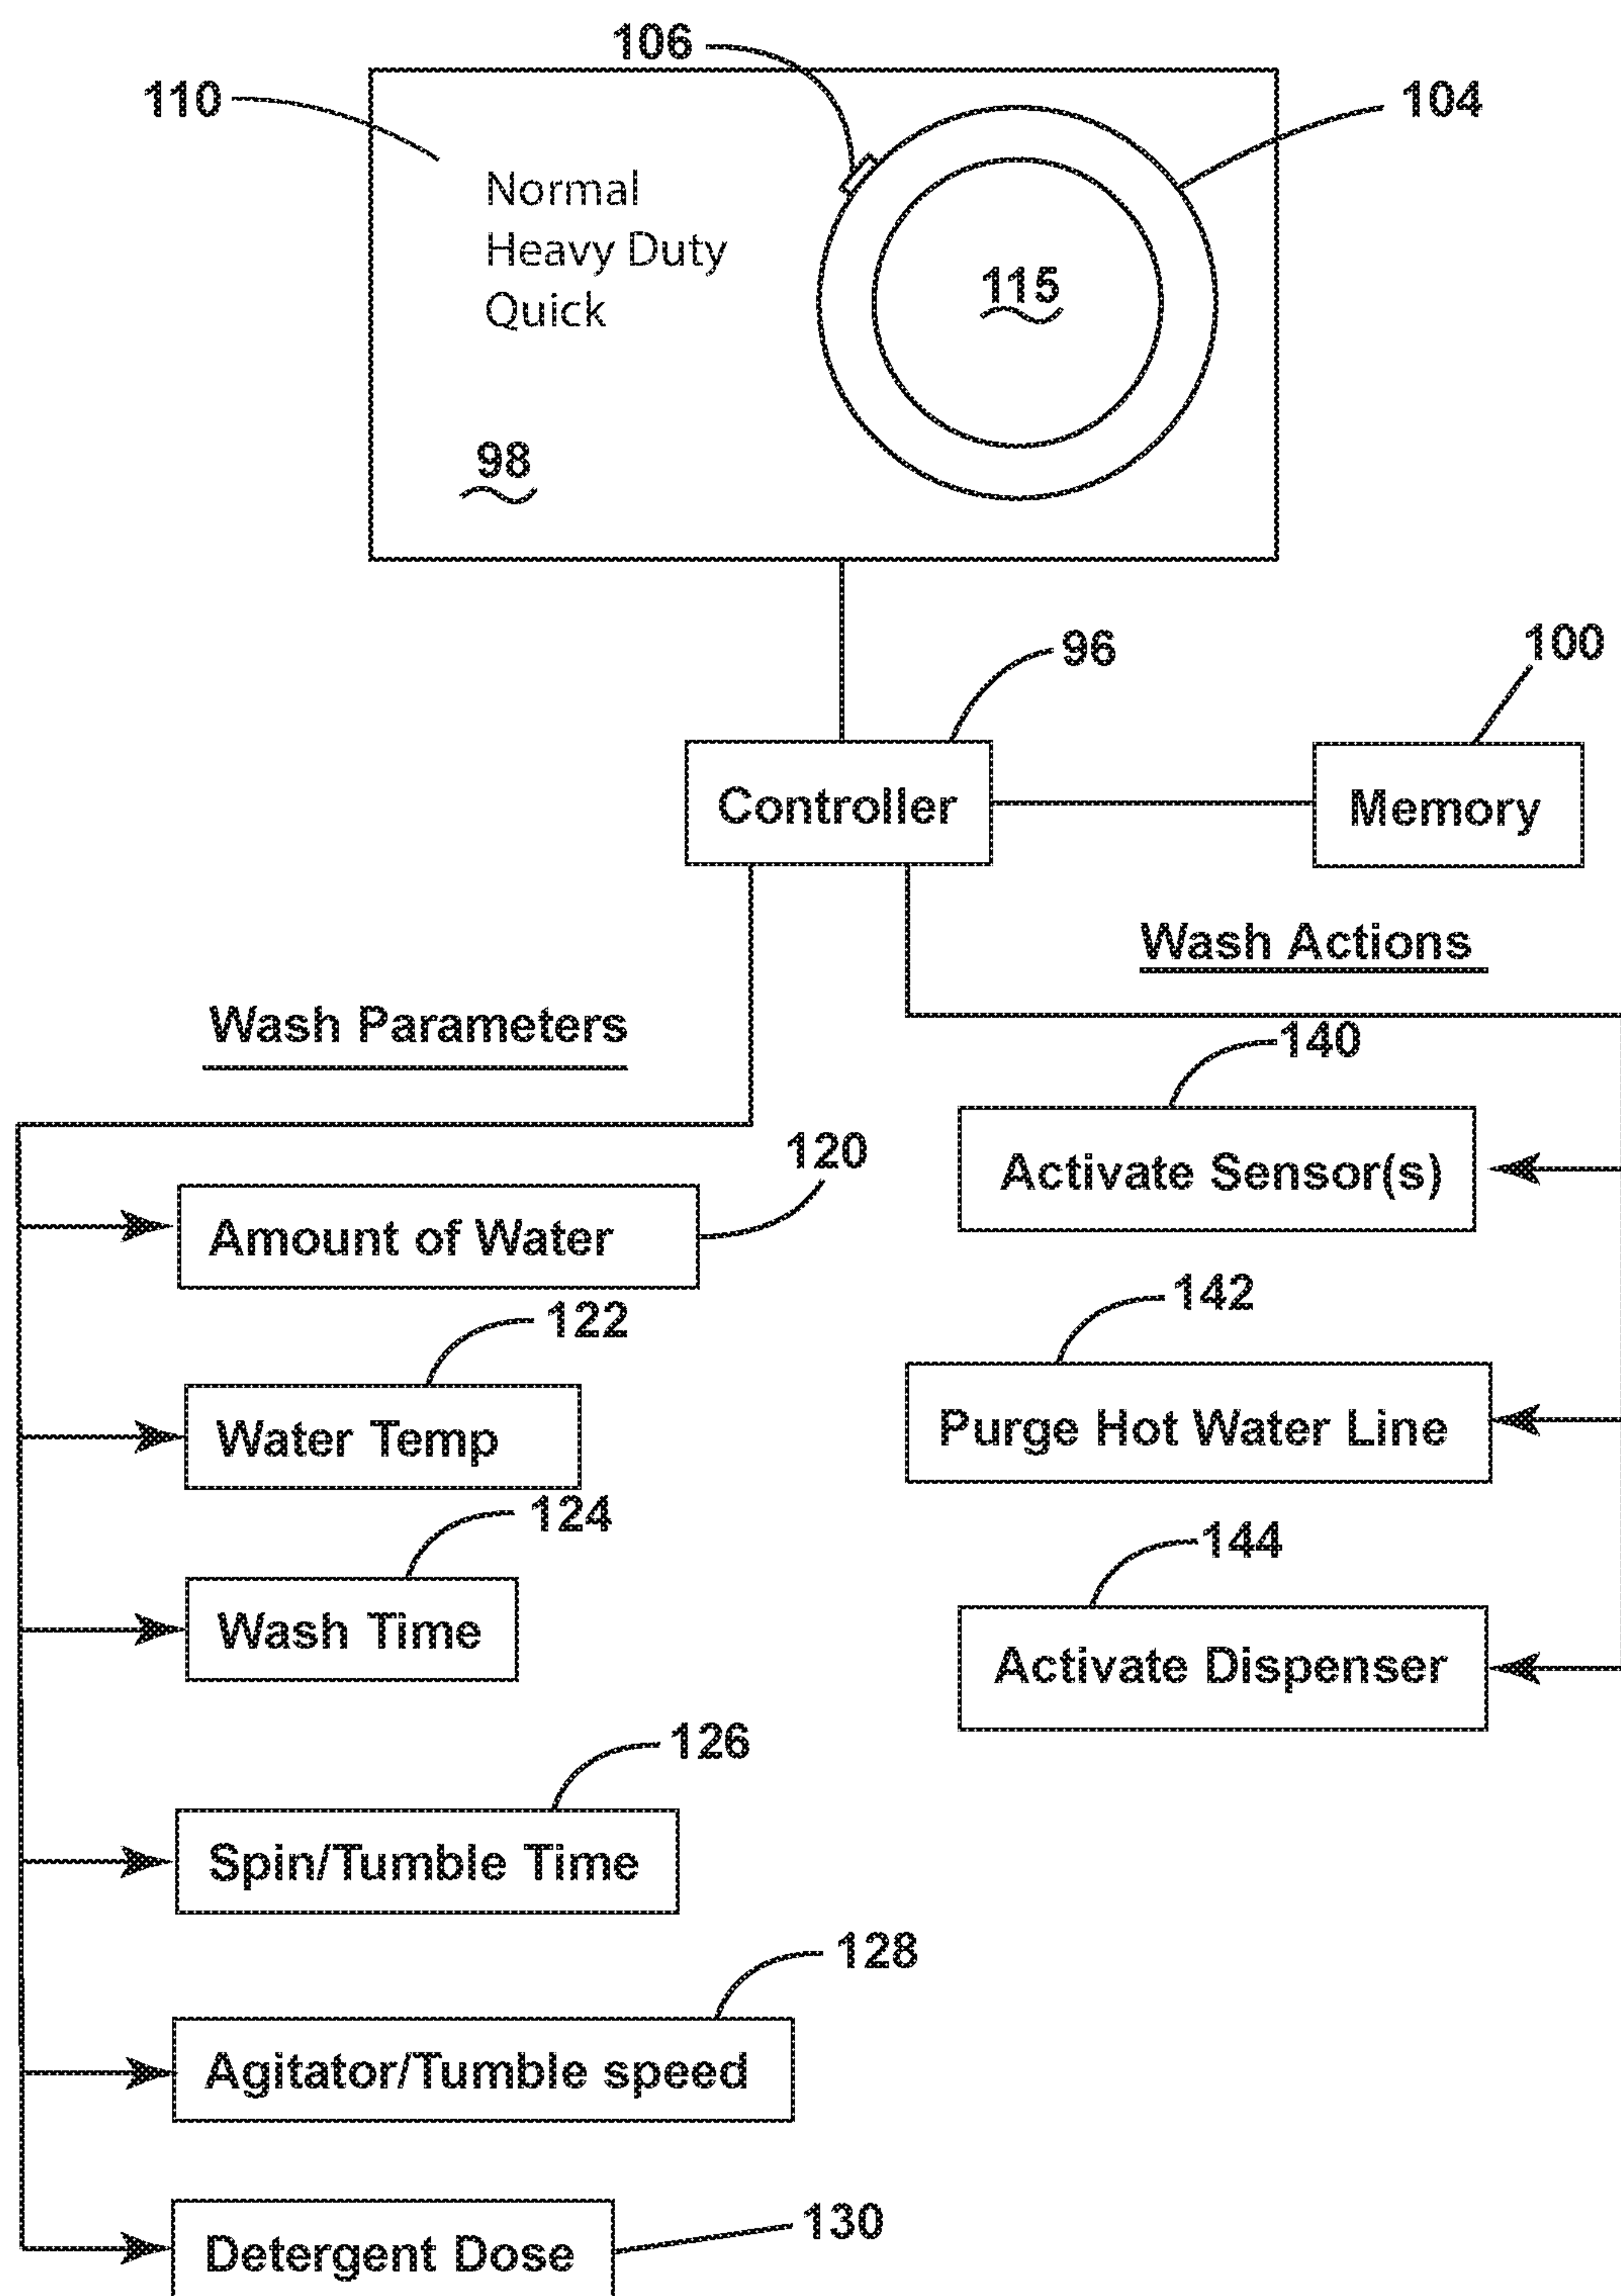 106
110
104
Normal
Heavy Duty
Quick
115
98
96
100
Controller
Memory
Wash Actions
Wash Parameters
140
Activate Sensor(s)
120
Amount of Water
142
Purge Hot Water Line
122
Water Temp
124
Wash Time
144
Activate Dispenser
126
Spin/Tumble Time
128
Agitator/Tumble speed
130
Detergent Dose